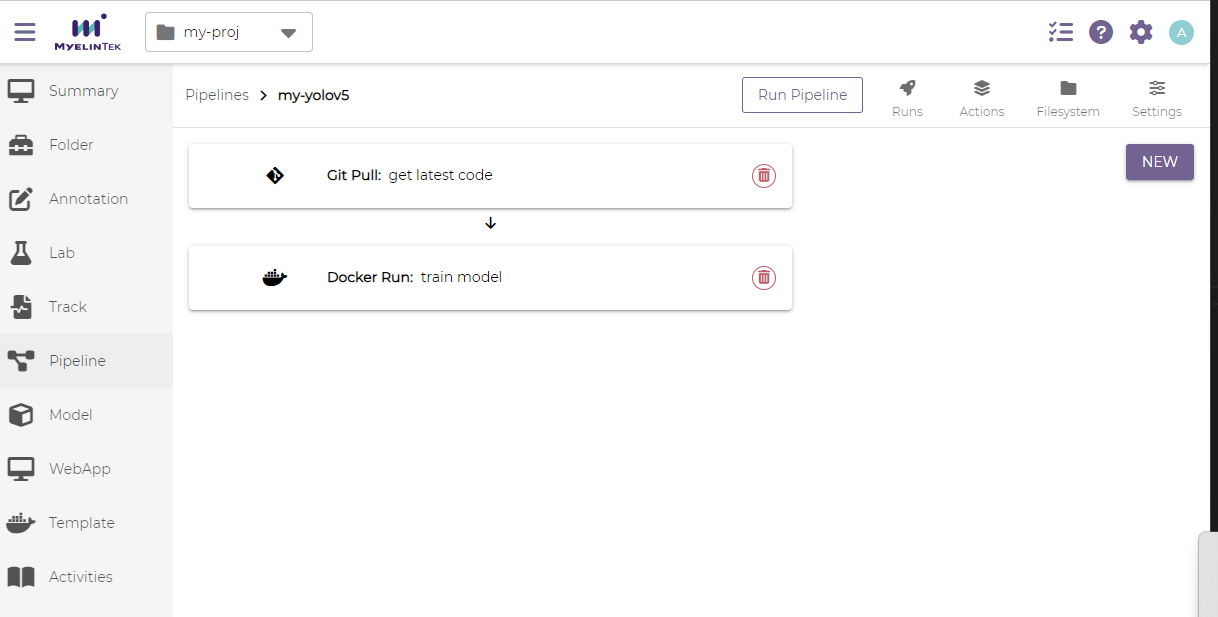 MYELINTEK
my-proj
?
A
Summary
Folder
Annotation
Lab
Track
Pipeline
Model
WebApp
Template
Activities
Pipelines > my-yolov5
Run Pipeline
Runs
Actions
Filesystem
Settings
NEW
Git Pull: get latest code
Docker Run: train model